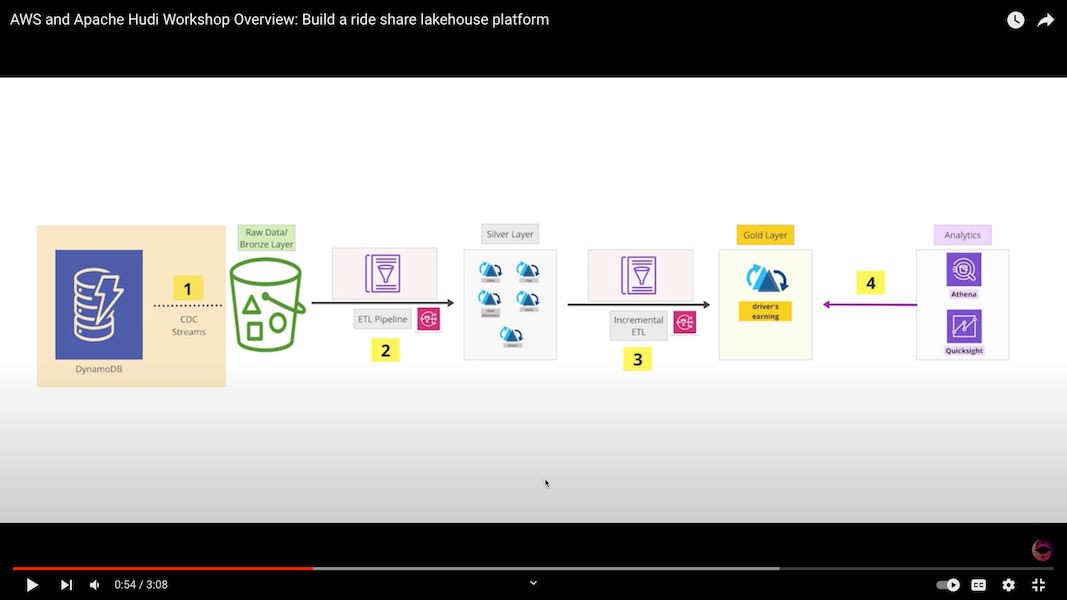 AWS and Apache Hudi Workshop Overview: Build a ride share lakehouse platform
Raw Data/
Bronze Layer
Silver Layer
Gold Layer
Analytics
1
CDC
Streams
DynamoDB
ETL Pipeline
2
Incremental
ETL
3
driver's
earning
4
Athena
Quicksight
0:54 / 3:08
CC